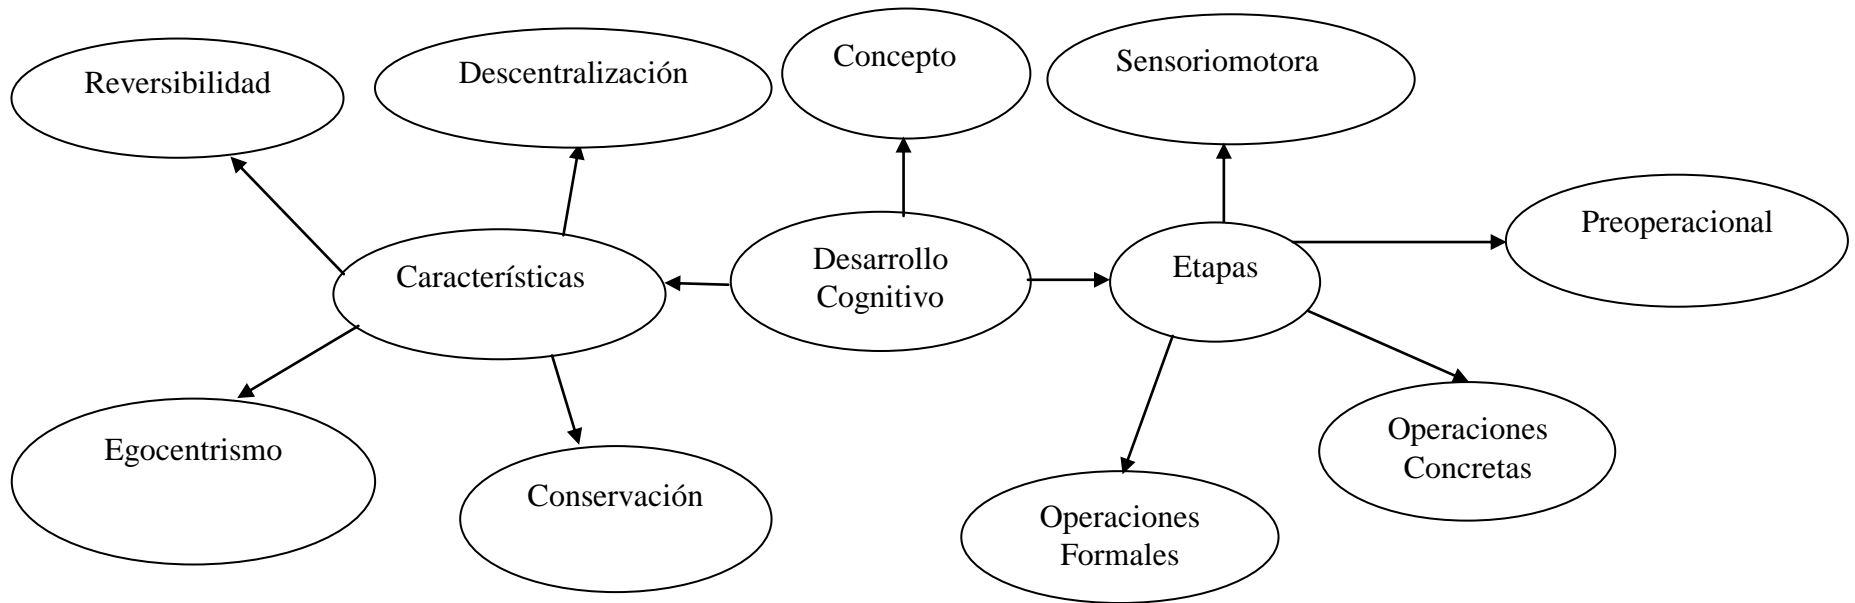 Reversibilidad
Descentralización
Concepto
Sensoriomotora
Preoperacional
Características
Desarrollo
Cognitivo
Etapas
Egocentrismo
Conservación
Operaciones
Concretas
Operaciones
Formales